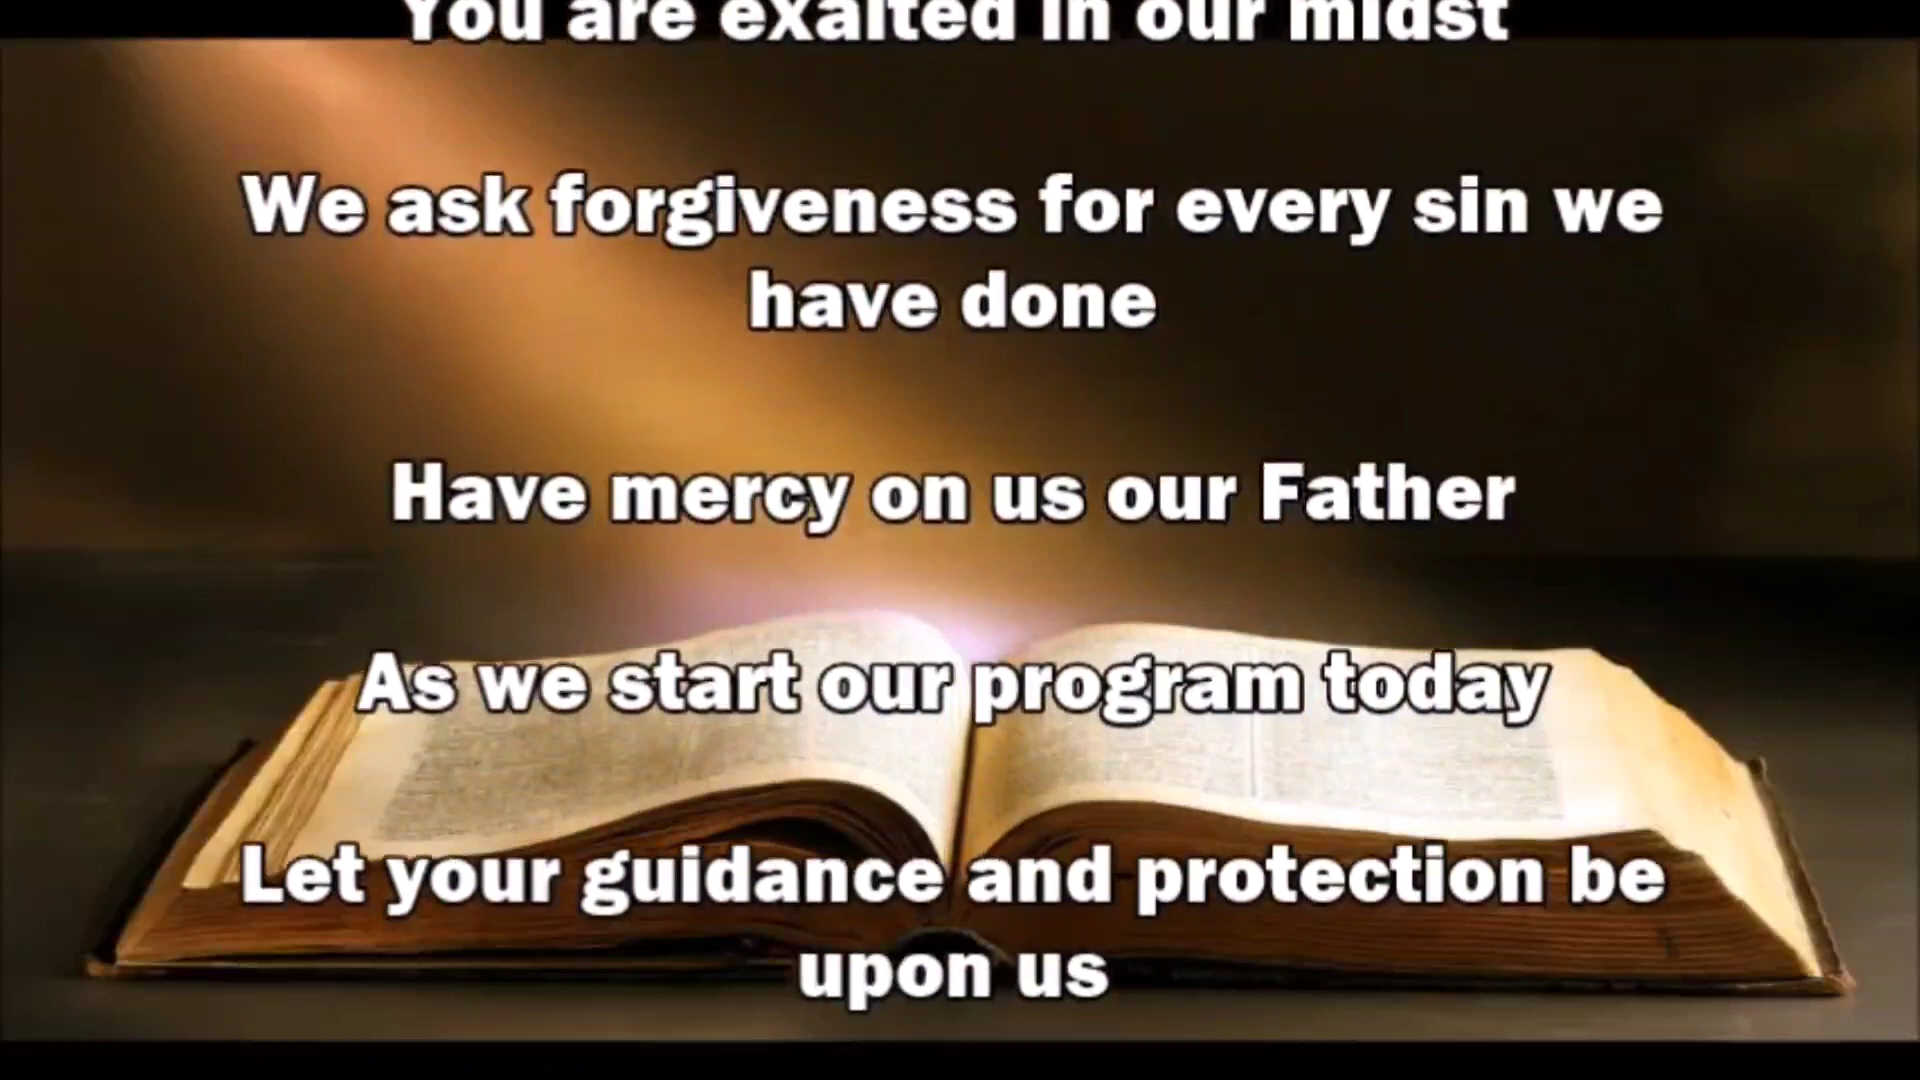 You are exalted in our midst
We ask forgiveness for every sin we
have done
Have mercy on us our Father
As we start our program today
Let your guidance and protection be
upon us